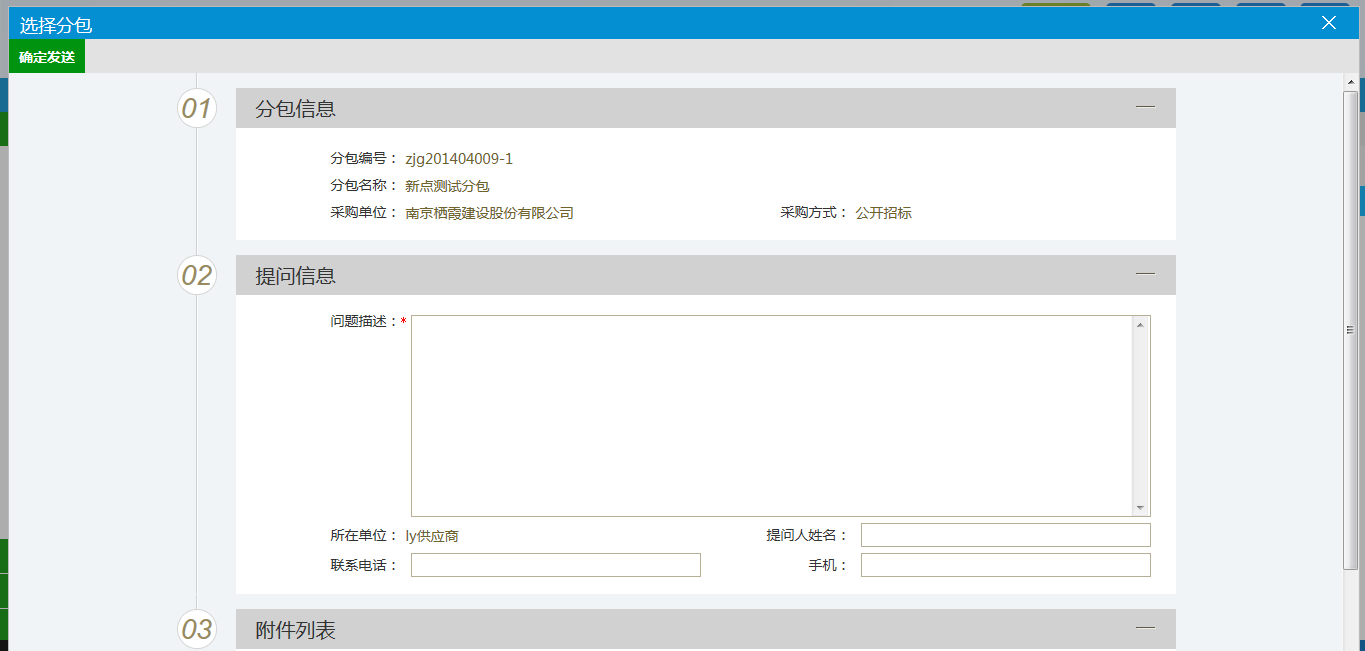 选择分包
确定发送
01 分包信息
分包编号： zjg201404009-1
分包名称： 新点测试分包
采购单位： 南京栖霞建设股份有限公司 采购方式： 公开招标
02 提问信息
问题描述：*
所在单位： ly供应商 提问人姓名：
联系电话： 手机：
03 附件列表